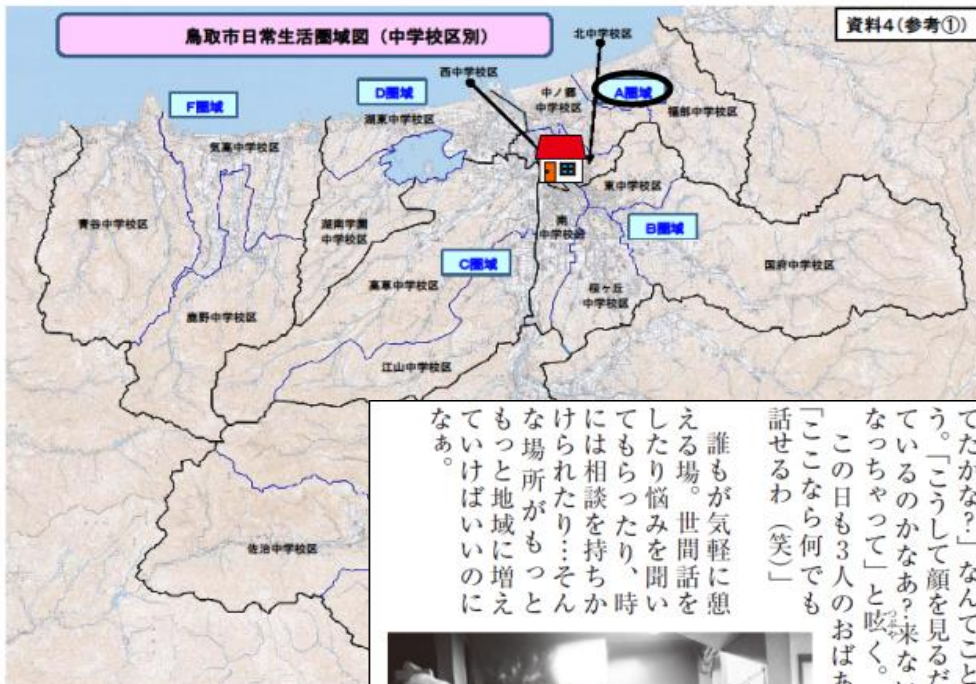 鳥取市日常生活圏域図（中学校区別）
資料4(参考①)
北中学校区
西中学校区
中ノ郷
中学校区
A圏域
福部中学校区
D圏域
湖東中学校区
F圏域
気高中学校区
東中学校区
青谷中学校区
湖南学園
中学校区
南
中学校区
B圏域
C圏域
国府中学校区
高草中学校区
桜ヶ丘
中学校区
鹿野中学校区
江山中学校区
佐治中学校区
てたかな？」なんてこと
う。「こうして顔を見るだ
ているのかなあ？来ない
なっちゃって」と呟く。
つぶや
この日も3人のおばあ
「ここなら何でも
話せるわ（笑）」
誰もが気軽に憩
える場。世間話を
したり悩みを聞い
てもらったり、時
には相談を持ちか
けられたり…そん
な場所がもっと
もっと地域に増え
ていけばいいのに
なぁ。